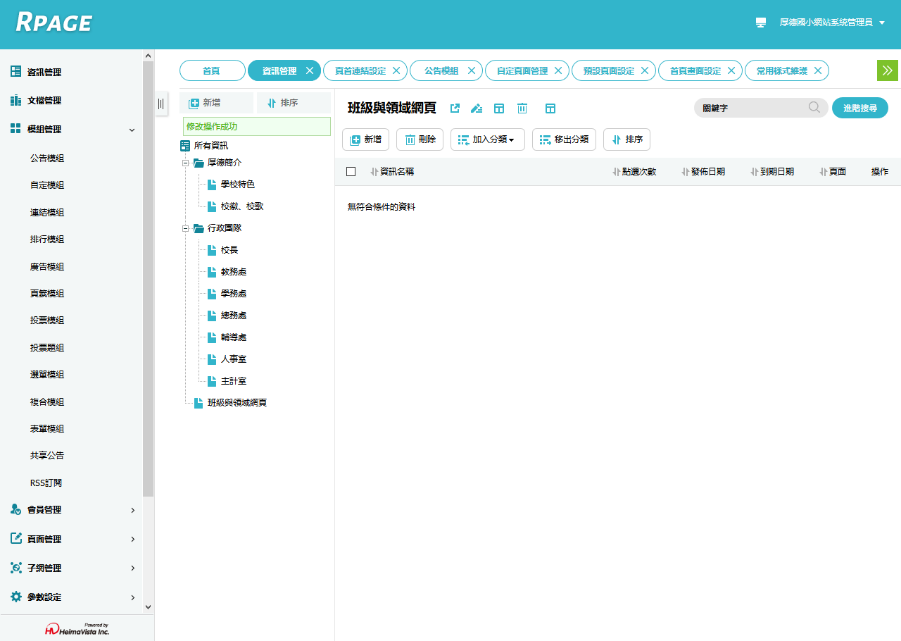 RPAGE
厚德國小網站系統管理員
資訊管理
文檔管理
模組管理
公告模組
自定模組
連結模組
排行模組
廣告模組
頁籤模組
投票模組
投票題組
選單模組
複合模組
表單模組
共享公告
RSS訂閱
會員管理
頁面管理
子網管理
參數設定
Powered by
HeimaVista Inc.
首頁
資訊管理
頁首連結設定
公告模組
自定頁面管理
預設頁面設定
首頁畫面設定
常用樣式維護
新增
排序
修改操作成功
所有資訊
厚德簡介
學校特色
校徽、校歌
行政團隊
校長
教務處
學務處
總務處
輔導處
人事室
主計室
班級與領域網頁
班級與領域網頁
關鍵字
進階搜尋
新增
刪除
加入分類
移出分類
排序
資訊名稱
點選次數
發佈日期
到期日期
頁面
操作
無符合條件的資料